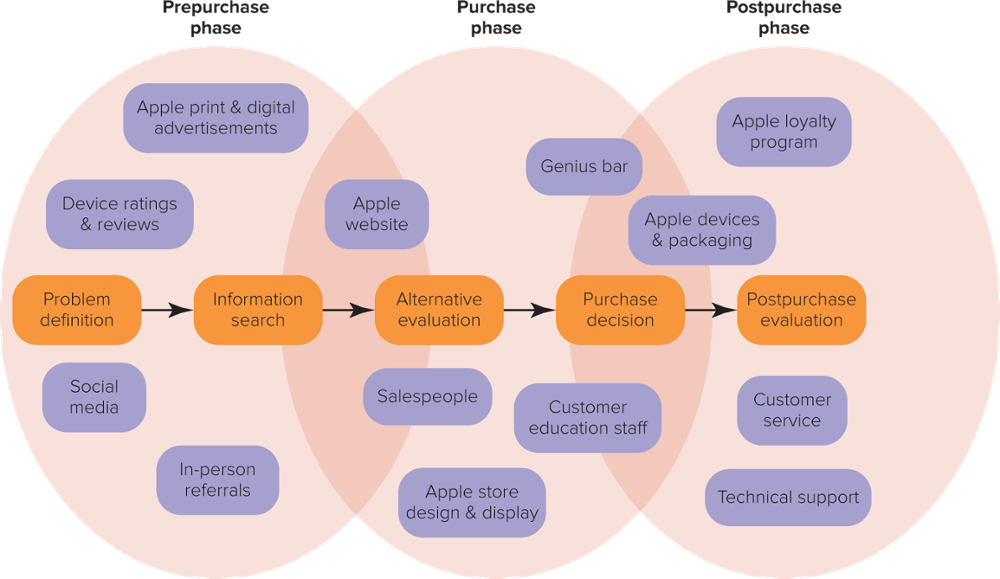 Prepurchase
phase
Purchase
phase
Postpurchase
phase
Apple print & digital
advertisements
Apple loyalty
program
Genius bar
Device ratings
& reviews
Apple
website
Apple devices
& packaging
Problem
definition
Information
search
Alternative
evaluation
Purchase
decision
Postpurchase
evaluation
Social
media
Salespeople
Customer
education staff
Customer
service
In-person
referrals
Apple store
design & display
Technical support